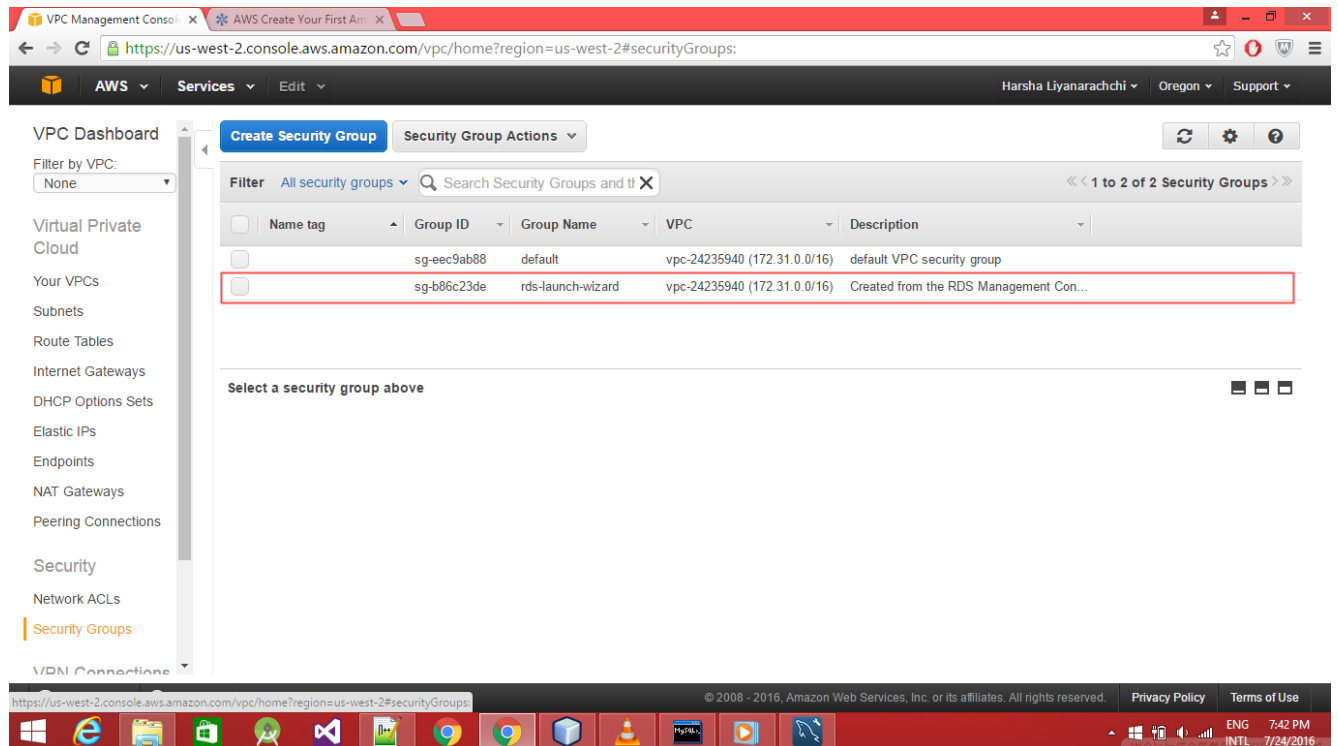 VPC Management Consol
AWS Create Your First Am
https://us-west-2.console.aws.amazon.com/vpc/home?region=us-west-2#securityGroups:
AWS
Services
Edit
Harsha Liyanarachchi
Oregon
Support
VPC Dashboard
Filter by VPC:
None
Virtual Private
Cloud
Your VPCs
Subnets
Route Tables
Internet Gateways
DHCP Options Sets
Elastic IPs
Endpoints
NAT Gateways
Peering Connections
Security
Network ACLs
Security Groups
VPN Connections
Create Security Group
Security Group Actions
Filter All security groups Search Security Groups and th
1 to 2 of 2 Security Groups
Name tag Group ID Group Name VPC Description
sg-eec9ab88 default vpc-24235940 (172.31.0.0/16) default VPC security group
sg-b86c23de rds-launch-wizard vpc-24235940 (172.31.0.0/16) Created from the RDS Management Con...
Select a security group above
https://us-west-2.console.aws.amazon.com/vpc/home?region=us-west-2#securityGroups:
© 2008 - 2016, Amazon Web Services, Inc. or its affiliates. All rights reserved.
Privacy Policy
Terms of Use
ENG 7:42 PM
INTL 7/24/2016